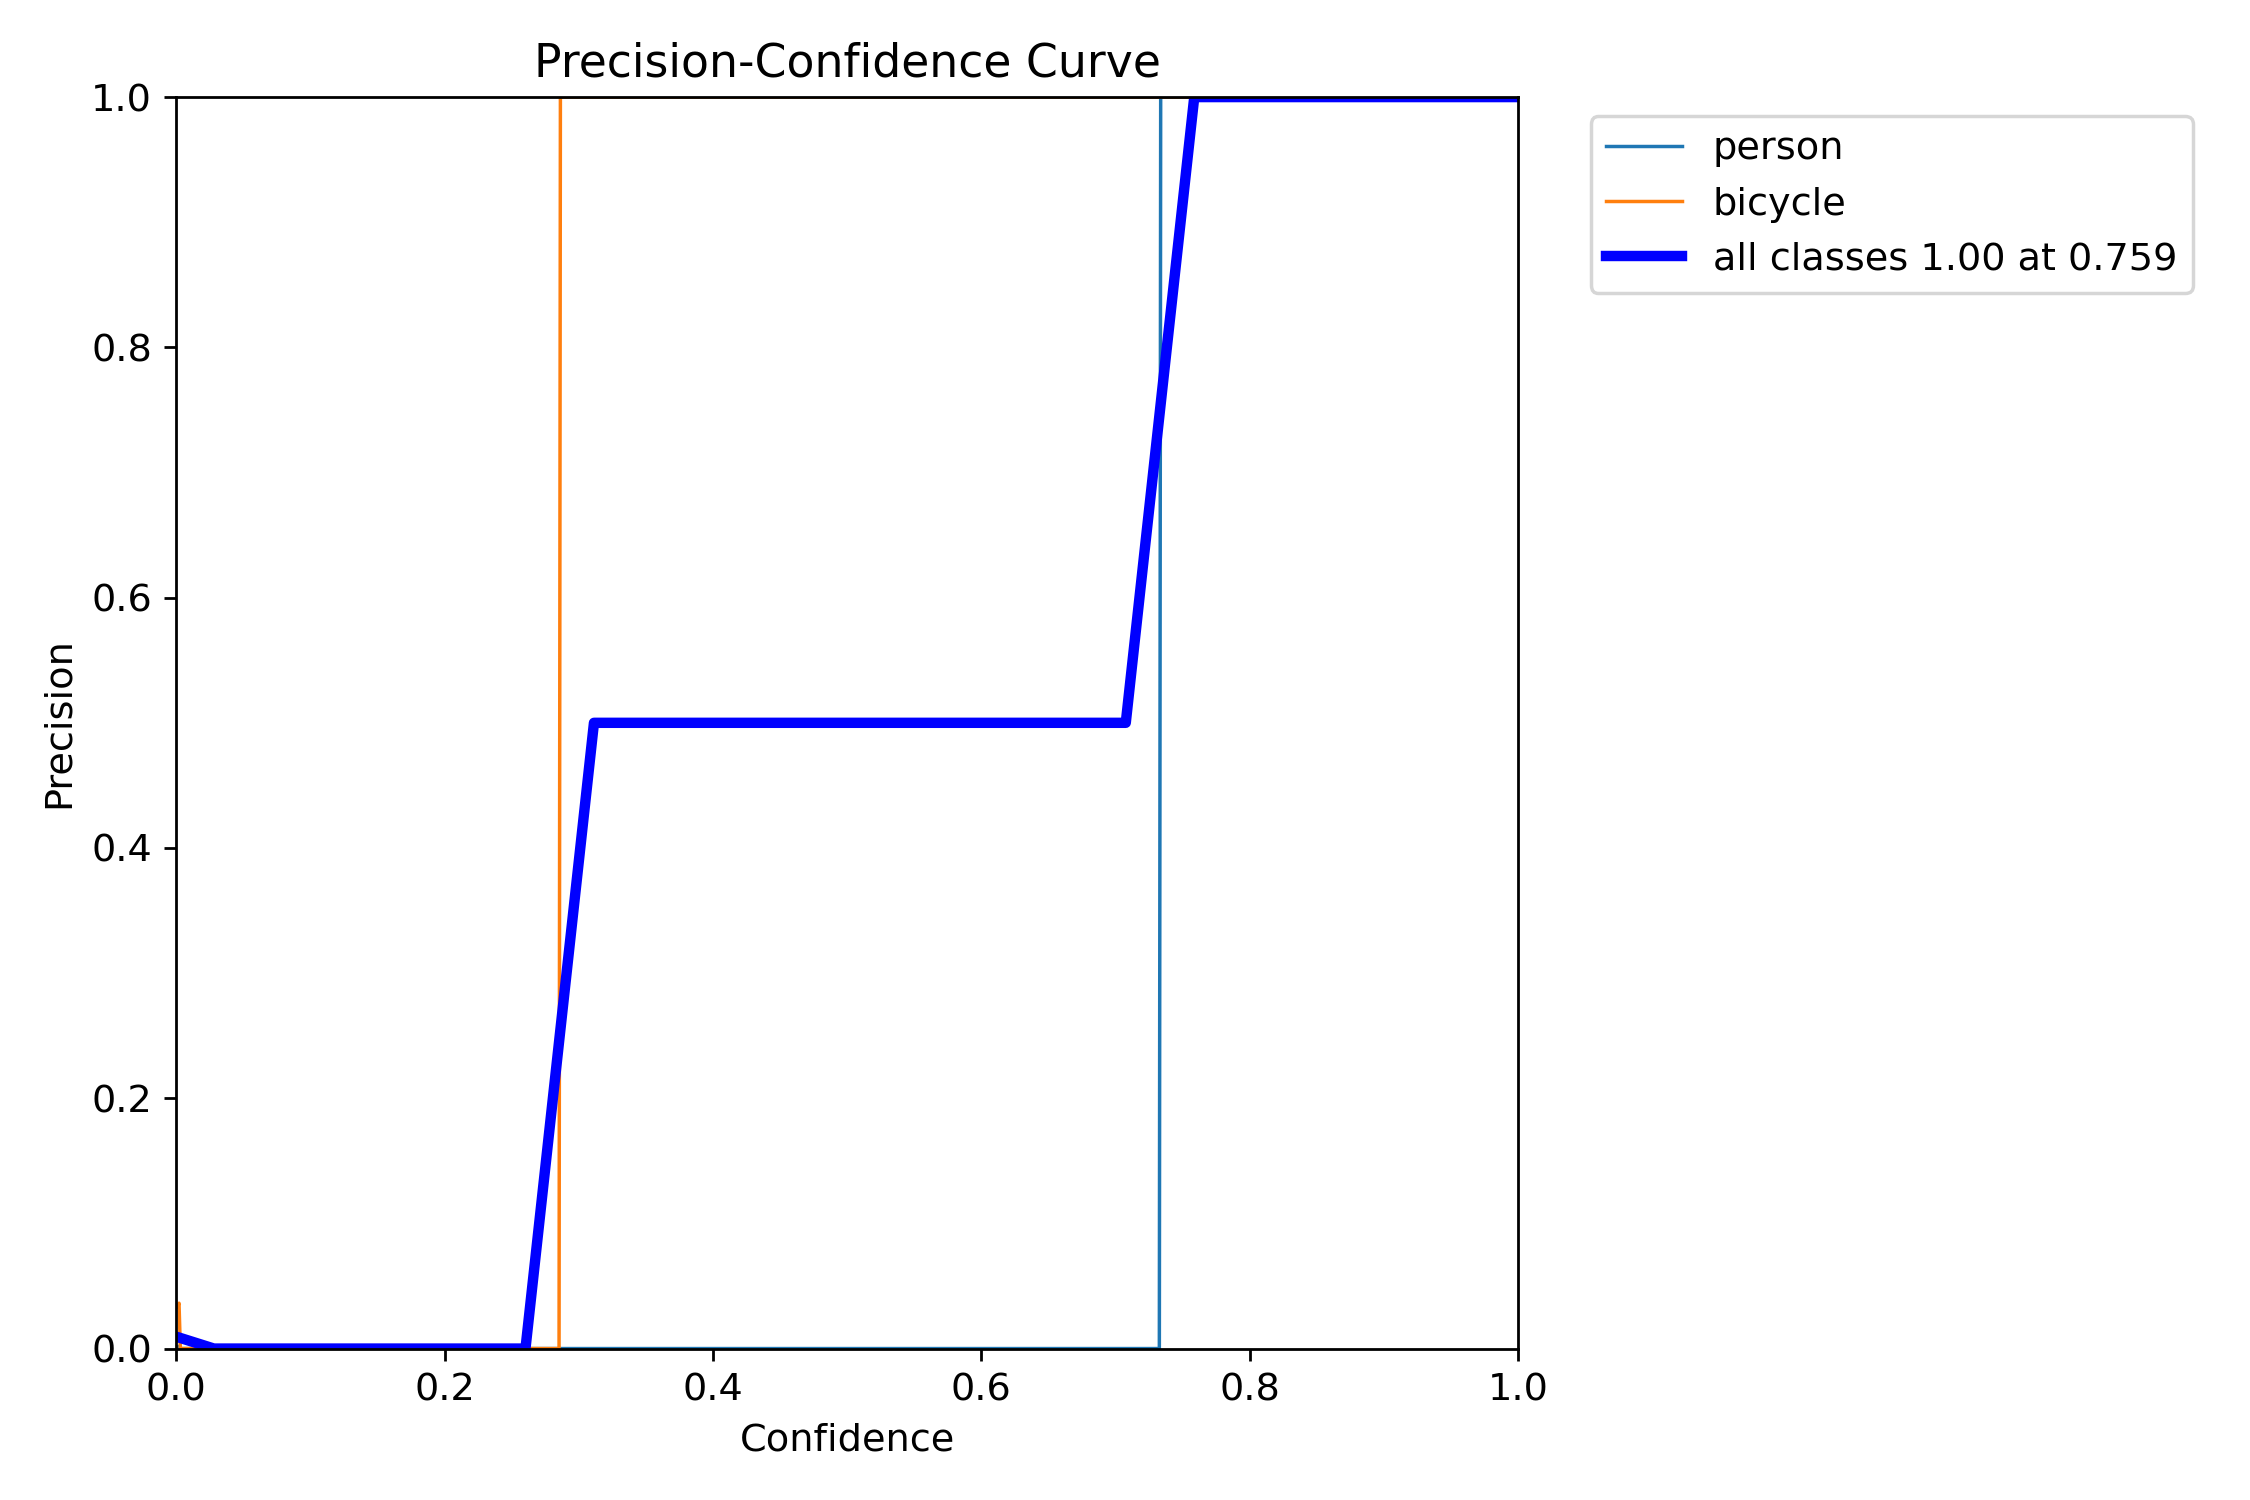 Precision-Confidence Curve
1.0
0.8
0.6
0.4
0.2
0.0
Precision
0.0 0.2 0.4 0.6 0.8 1.0
Confidence
person
bicycle
all classes 1.00 at 0.759